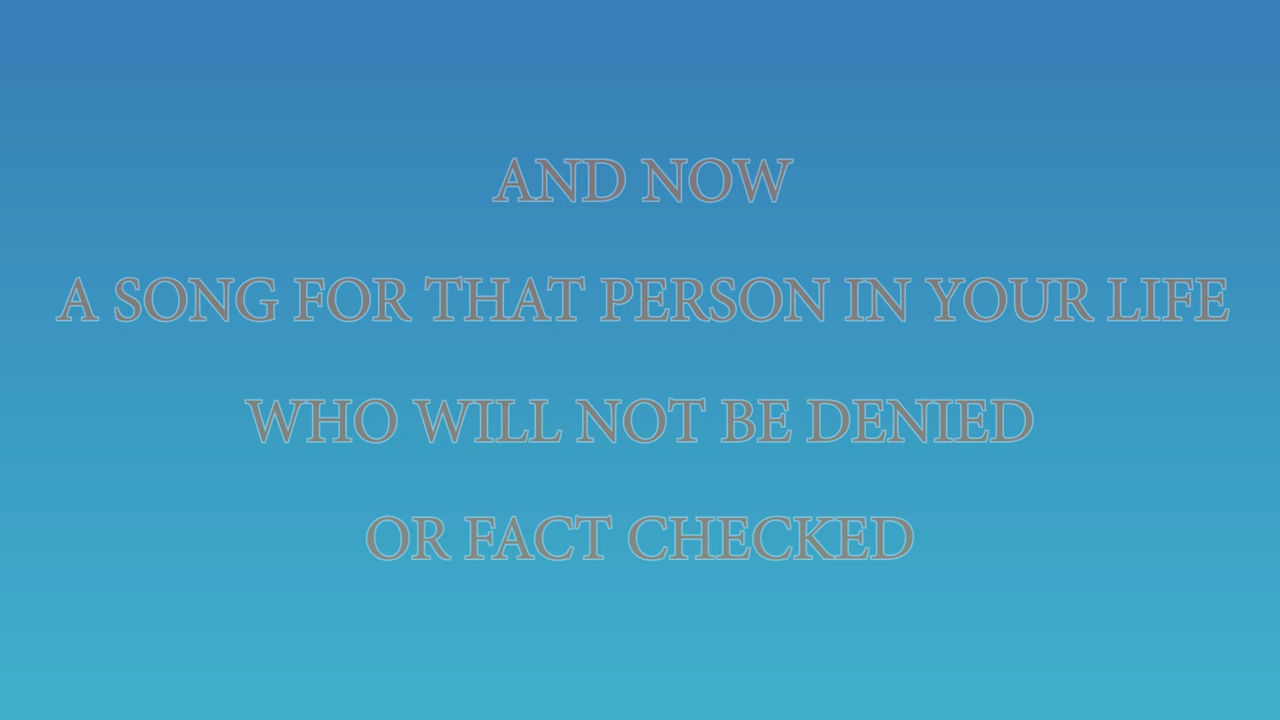 AND NOW
A SONG FOR THAT PERSON IN YOUR LIFE
WHO WILL NOT BE DENIED
OR FACT CHECKED